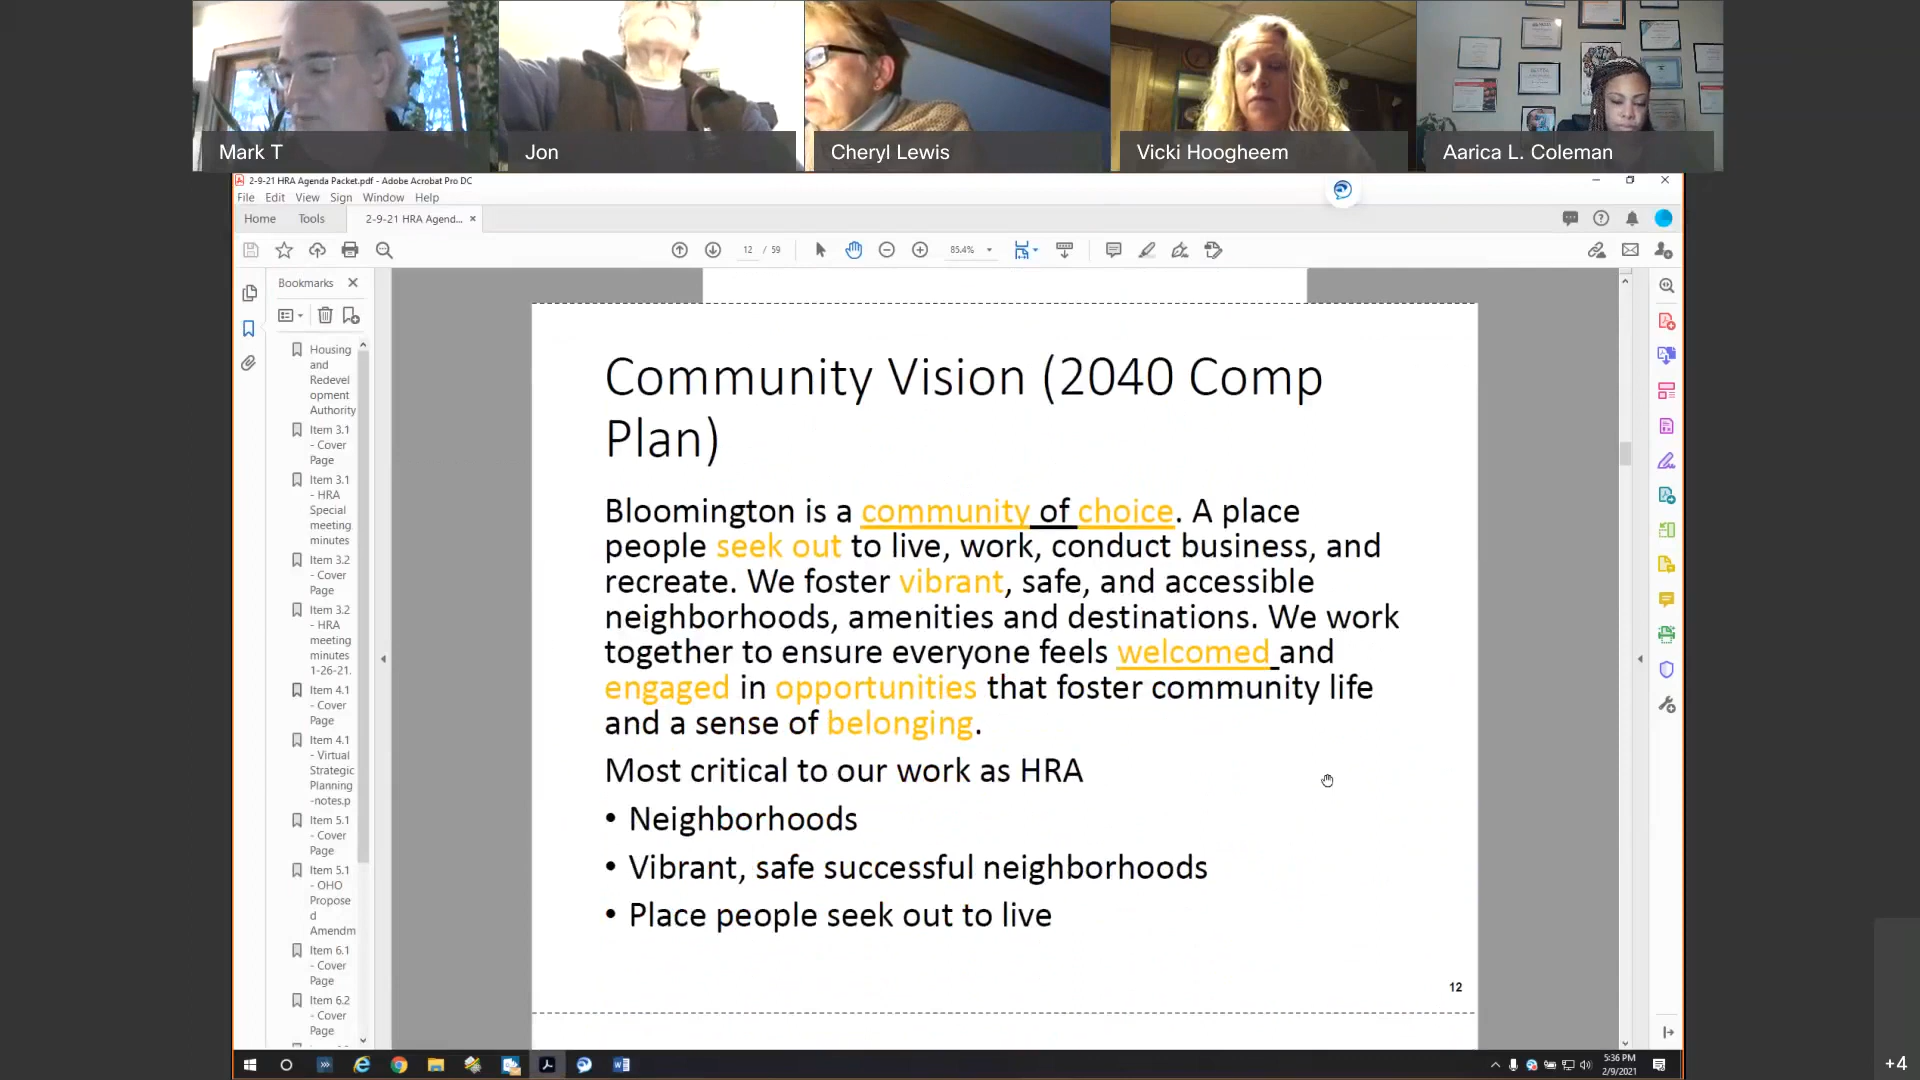 Mark T
Jon
Cheryl Lewis
Vicki Hoogheem
Aarica L. Coleman
2-9-21 HRA Agenda Packet.pdf - Adobe Acrobat Pro DC
File Edit View Sign Window Help
Home Tools 2-9-21 HRA Agend... ×
12 / 59 85.4%
Bookmarks
Housing
and
Redevel
opment
Authority
Item 3.1
- Cover
Page
Item 3.1
- HRA
Special
meeting
minutes
Item 3.2
- Cover
Page
Item 3.2
- HRA
meeting
minutes
1-26-21.
Item 4.1
- Cover
Page
Item 4.1
- Virtual
Strategic
Planning
-notes.p
Item 5.1
- Cover
Page
Item 5.1
- OHO
Propose
d
Amendm
Item 6.1
- Cover
Page
Item 6.2
- Cover
Page
Community Vision (2040 Comp
Plan)
Bloomington is a community of choice. A place
people seek out to live, work, conduct business, and
recreate. We foster vibrant, safe, and accessible
neighborhoods, amenities and destinations. We work
together to ensure everyone feels welcomed and
engaged in opportunities that foster community life
and a sense of belonging.
Most critical to our work as HRA
• Neighborhoods
• Vibrant, safe successful neighborhoods
• Place people seek out to live
12
5:36 PM
2/9/2021
+4